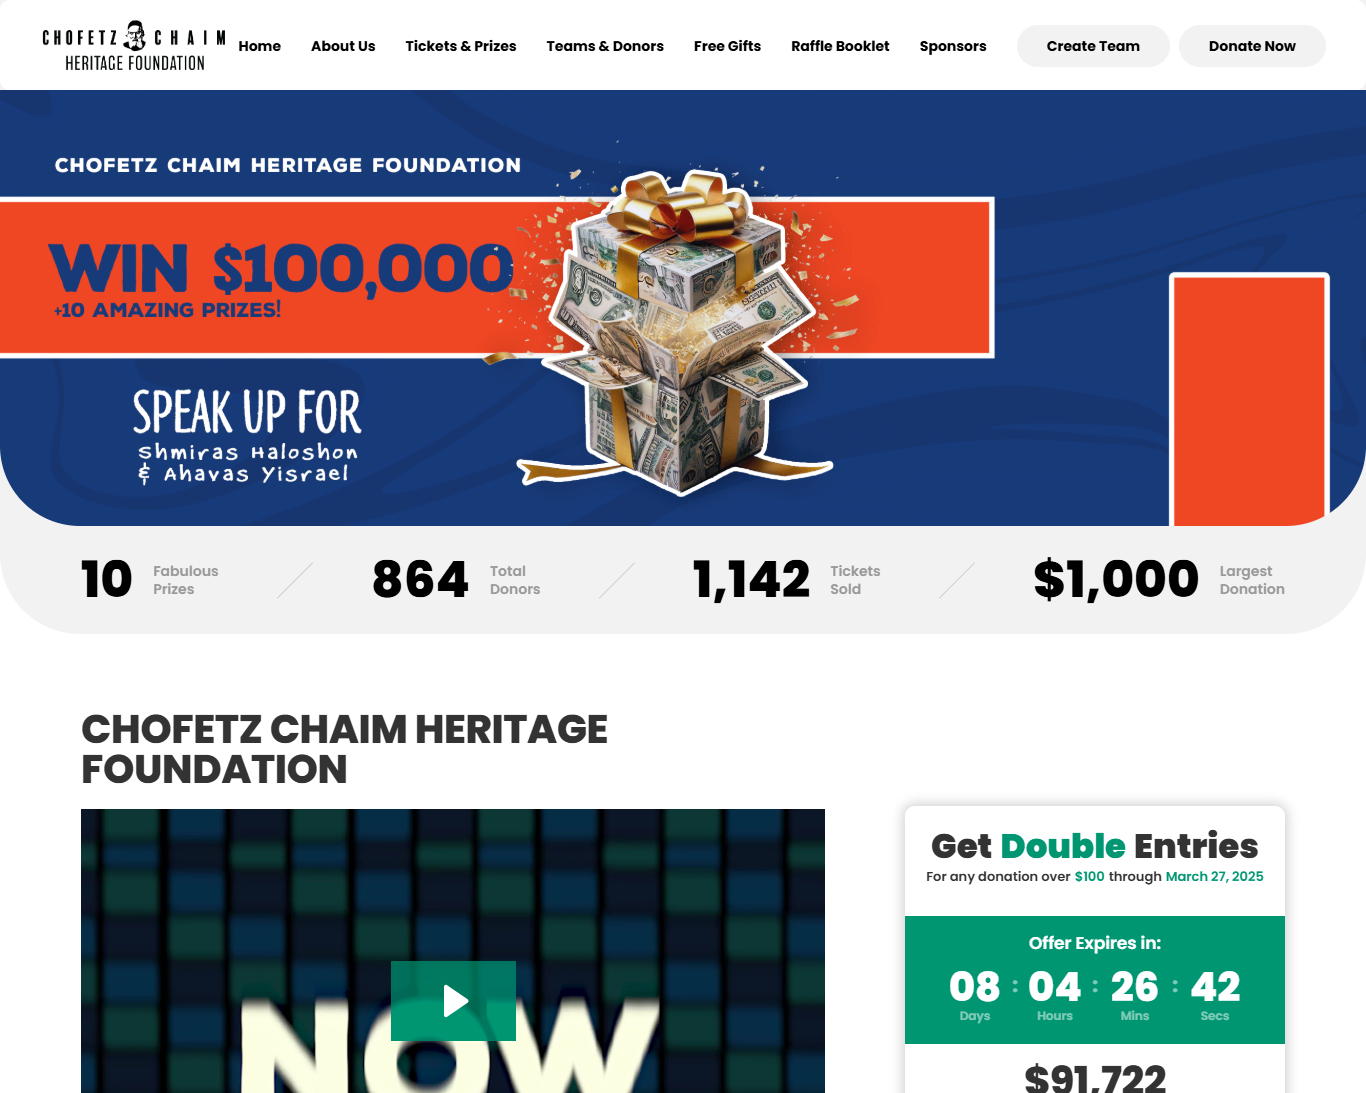 CHOFETZ CHAIM
HERITAGE FOUNDATION
Home About Us Tickets & Prizes Teams & Donors Free Gifts Raffle Booklet Sponsors Create Team Donate Now
CHOFETZ CHAIM HERITAGE FOUNDATION
WIN $100,000
+10 AMAZING PRIZES!
SPEAK UP FOR
Shmiras Haloshon
& Ahavas Yisrael
10 Fabulous Prizes
864 Total Donors
1,142 Tickets Sold
$1,000 Largest Donation
CHOFETZ CHAIM HERITAGE
FOUNDATION
NOW
Get Double Entries
For any donation over $100 through March 27, 2025
Offer Expires in:
08 : 04 : 26 : 42
Days Hours Mins Secs
$91,722